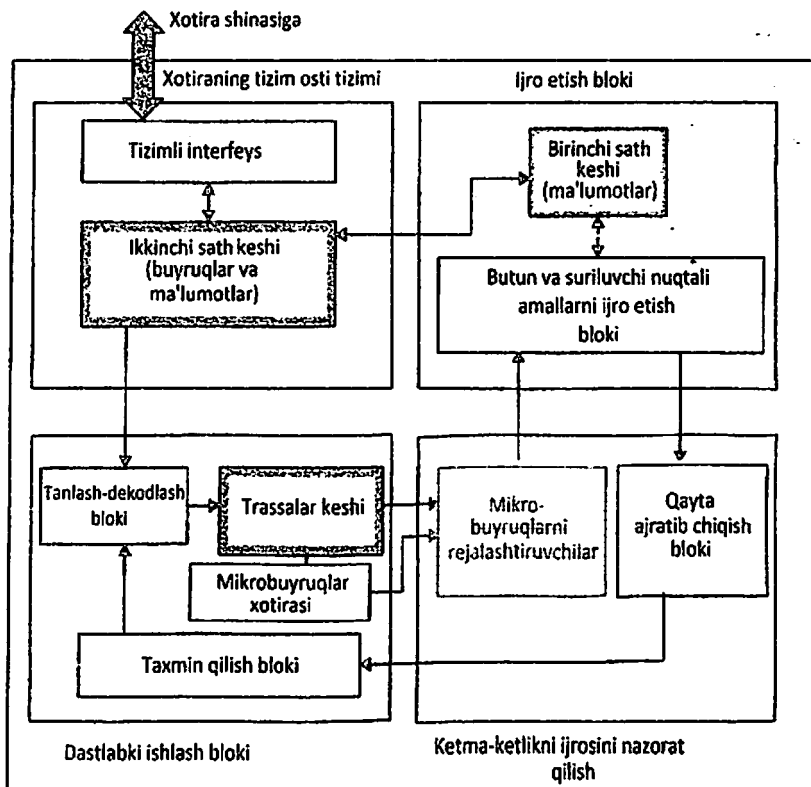 Xotira shinasiga
Xotiraning tizim osti tizimi
Ijro etish bloki
Tizimli interfeys
Birinchi sath
keshi
(ma'lumotlar)
Ikkinchi sath keshi
(buyruqlar va
ma'lumotlar)
Butun va suriluvchi nuqtali
amallarni ijro etish
bloki
Tanlash-dekodlash
bloki
Trassalar keshi
Mikrobuyruqlar
xotirasi
Taxmin qilish bloki
Mikro-
buyruqlarni
rejalashtiruvchilar
Qayta
ajratib chiqish
bloki
Dastlabki ishlash bloki
Ketma-ketlikni ijrosini nazorat
qilish